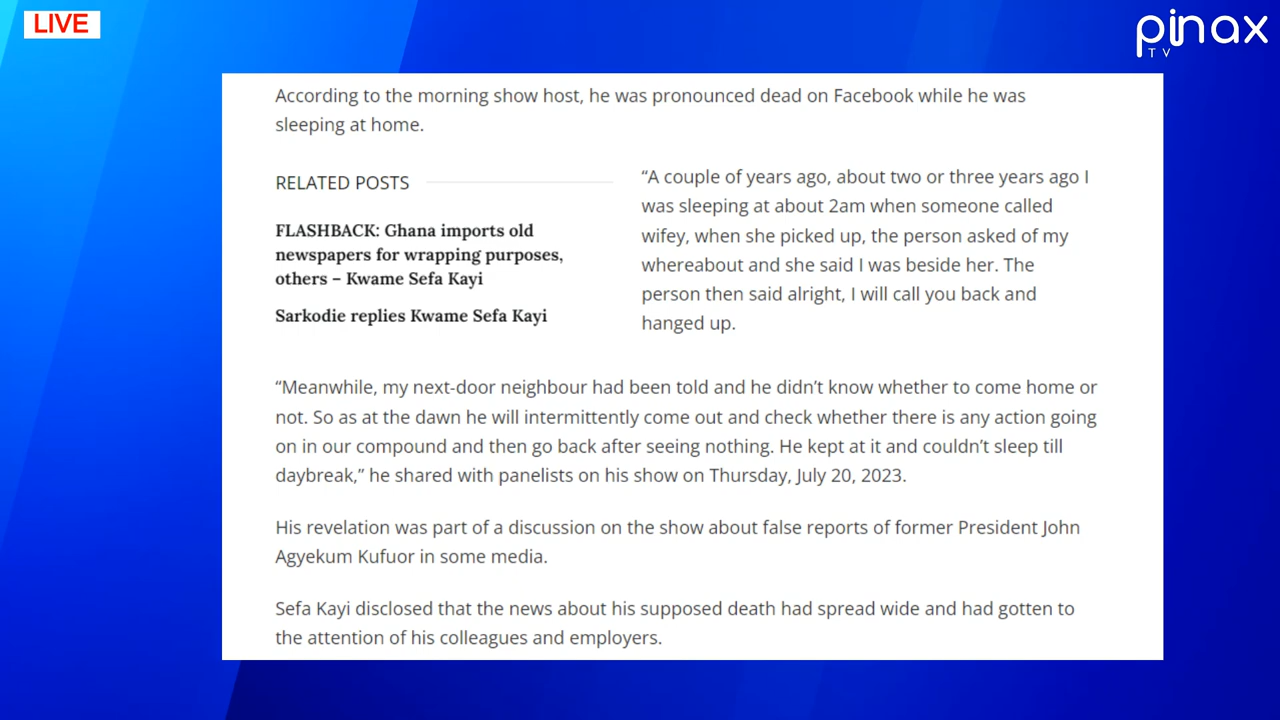 LIVE
pinax
TV
According to the morning show host, he was pronounced dead on Facebook while he was
sleeping at home.
RELATED POSTS
FLASHBACK: Ghana imports old
newspapers for wrapping purposes,
others – Kwame Sefa Kayi
Sarkodie replies Kwame Sefa Kayi
“A couple of years ago, about two or three years ago I
was sleeping at about 2am when someone called
wifey, when she picked up, the person asked of my
whereabout and she said I was beside her. The
person then said alright, I will call you back and
hanged up.
“Meanwhile, my next-door neighbour had been told and he didn’t know whether to come home or
not. So as at the dawn he will intermittently come out and check whether there is any action going
on in our compound and then go back after seeing nothing. He kept at it and couldn’t sleep till
daybreak,” he shared with panelists on his show on Thursday, July 20, 2023.
His revelation was part of a discussion on the show about false reports of former President John
Agyekum Kufuor in some media.
Sefa Kayi disclosed that the news about his supposed death had spread wide and had gotten to
the attention of his colleagues and employers.